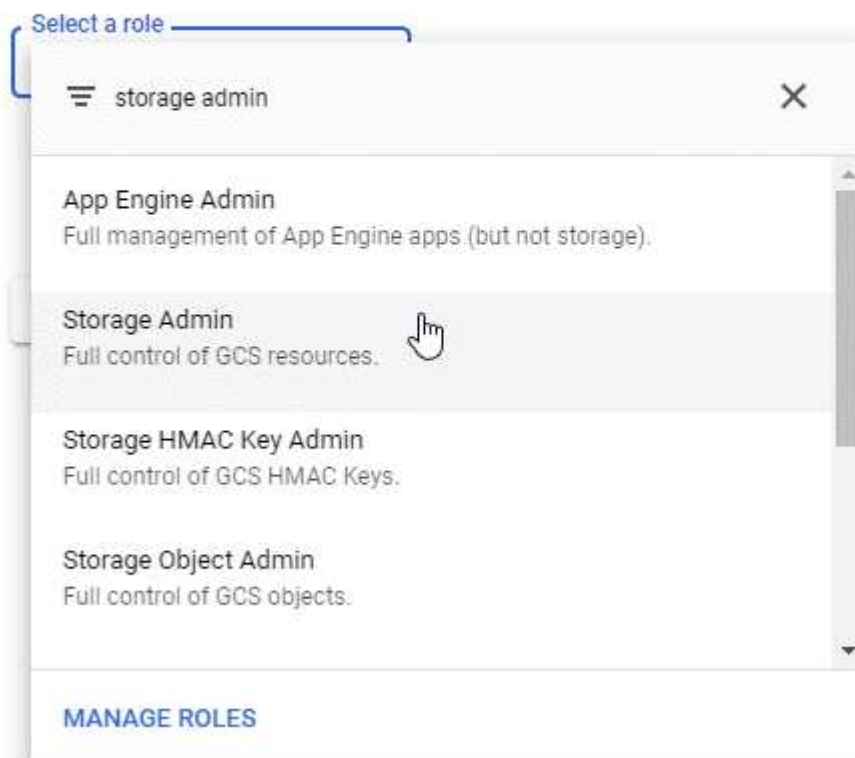 Select a role
storage admin
App Engine Admin
Full management of App Engine apps (but not storage).
Storage Admin
Full control of GCS resources.
Storage HMAC Key Admin
Full control of GCS HMAC Keys.
Storage Object Admin
Full control of GCS objects.
MANAGE ROLES